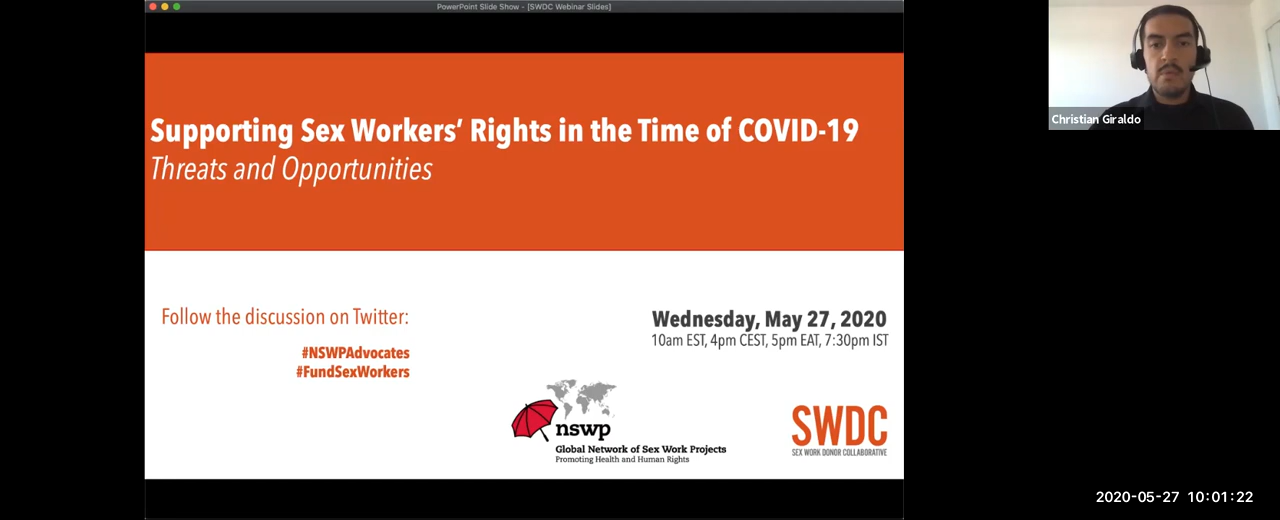 PowerPoint Slide Show - [SWDC Webinar Slides]
Christian Giraldo
Supporting Sex Workers' Rights in the Time of COVID-19
Threats and Opportunities
Follow the discussion on Twitter:
#NSWPAdvocates
#FundSexWorkers
Wednesday, May 27, 2020
10am EST, 4pm CEST, 5pm EAT, 7:30pm IST
nswp
Global Network of Sex Work Projects
Promoting Health and Human Rights
SWDC
SEX WORK DONOR COLLABORATIVE
2020-05-27 10:01:22